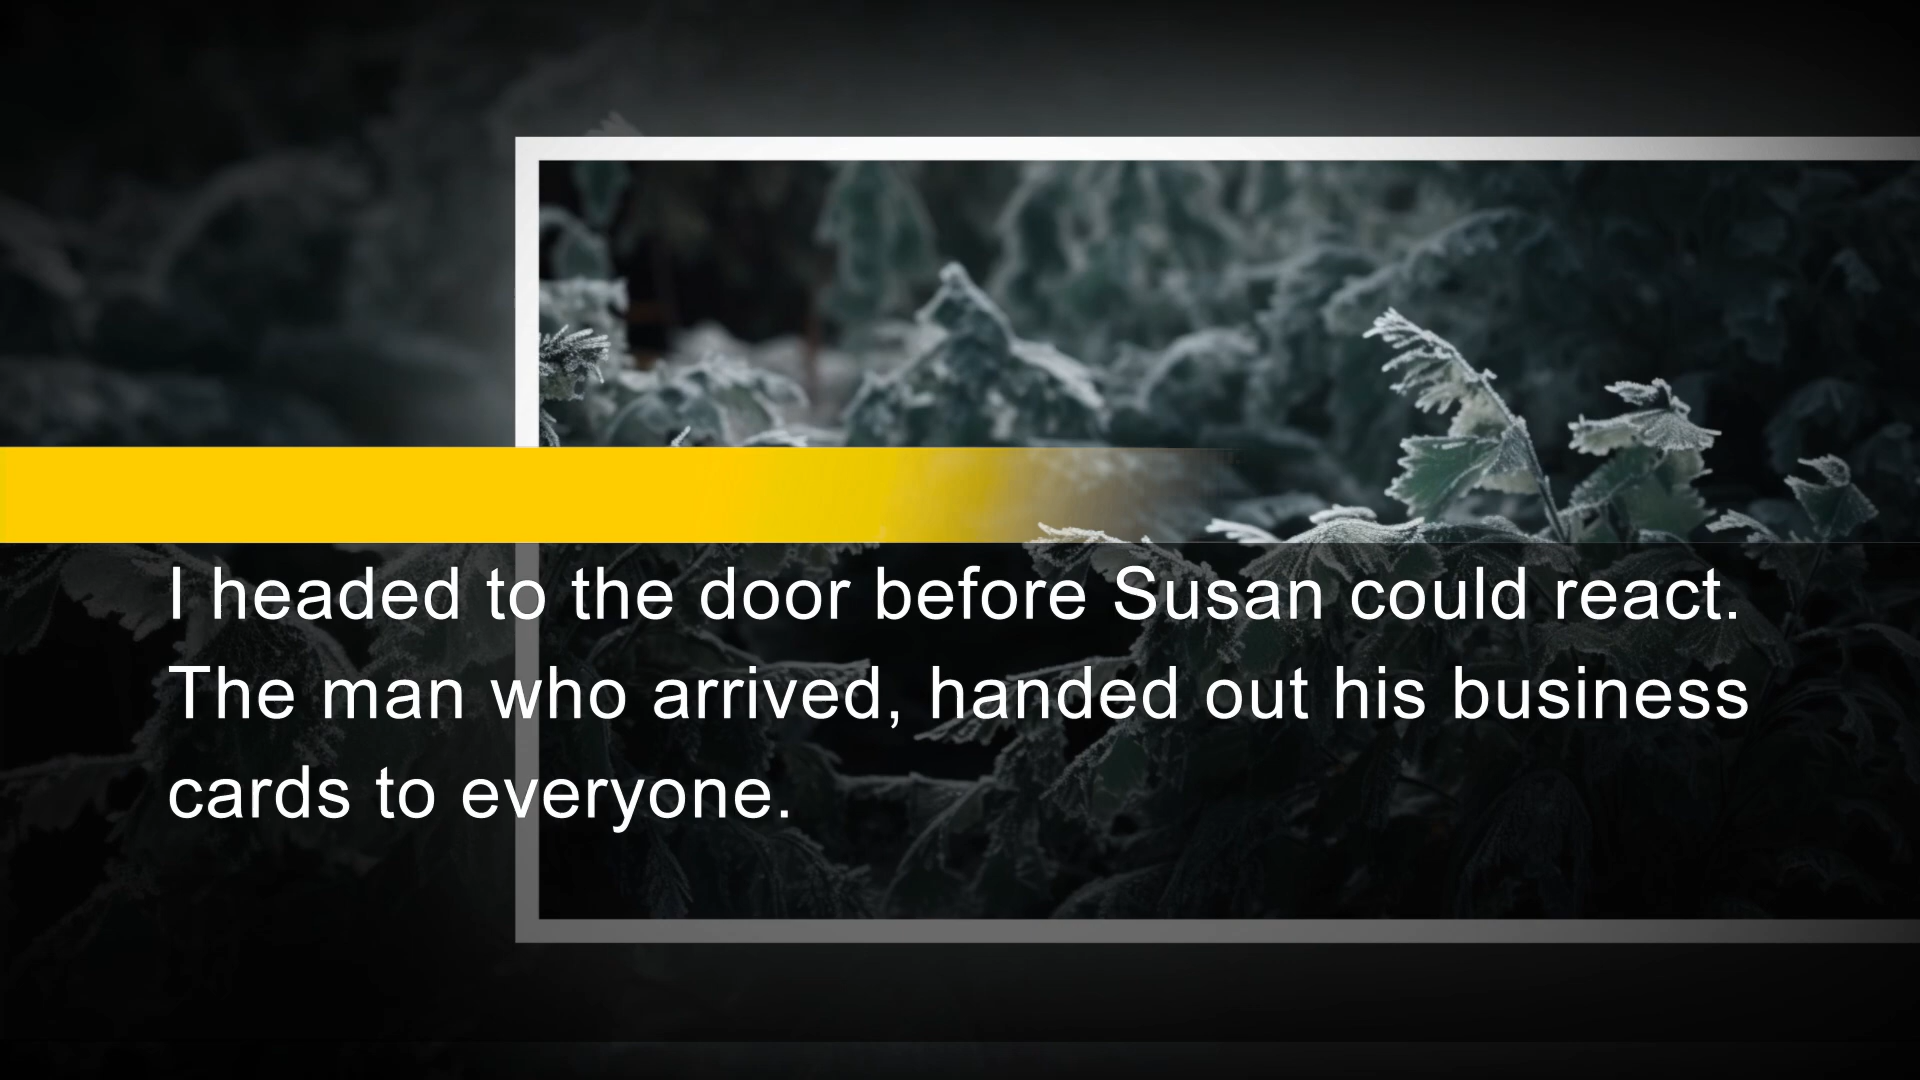 I headed to the door before Susan could react.
The man who arrived, handed out his business
cards to everyone.